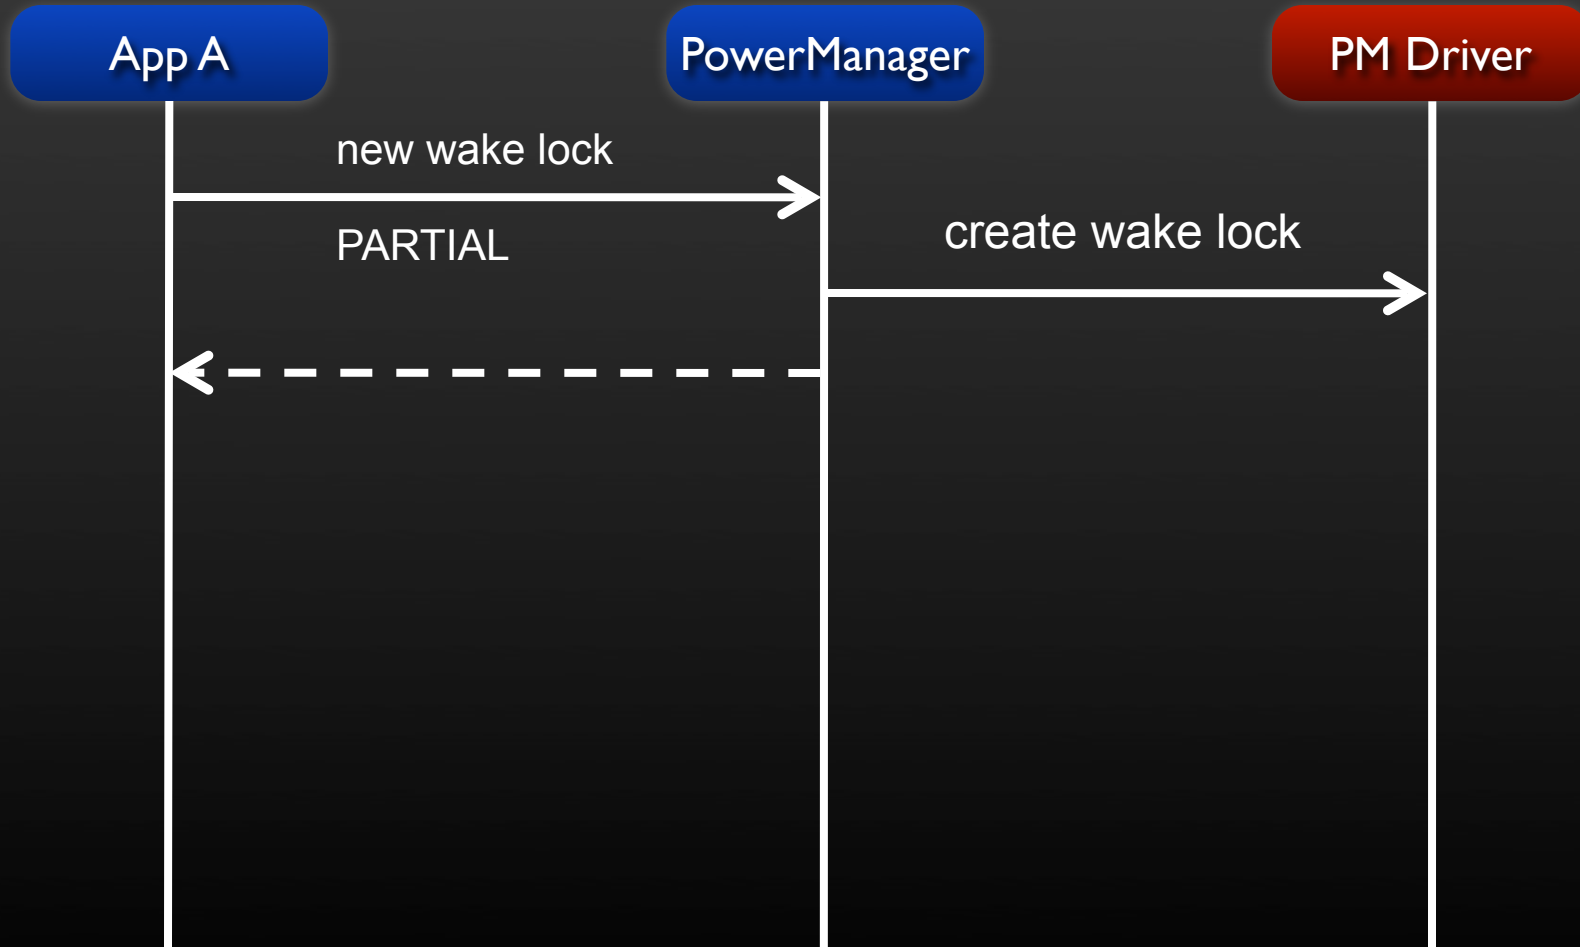 App A
PowerManager
PM Driver
new wake lock
PARTIAL
create wake lock